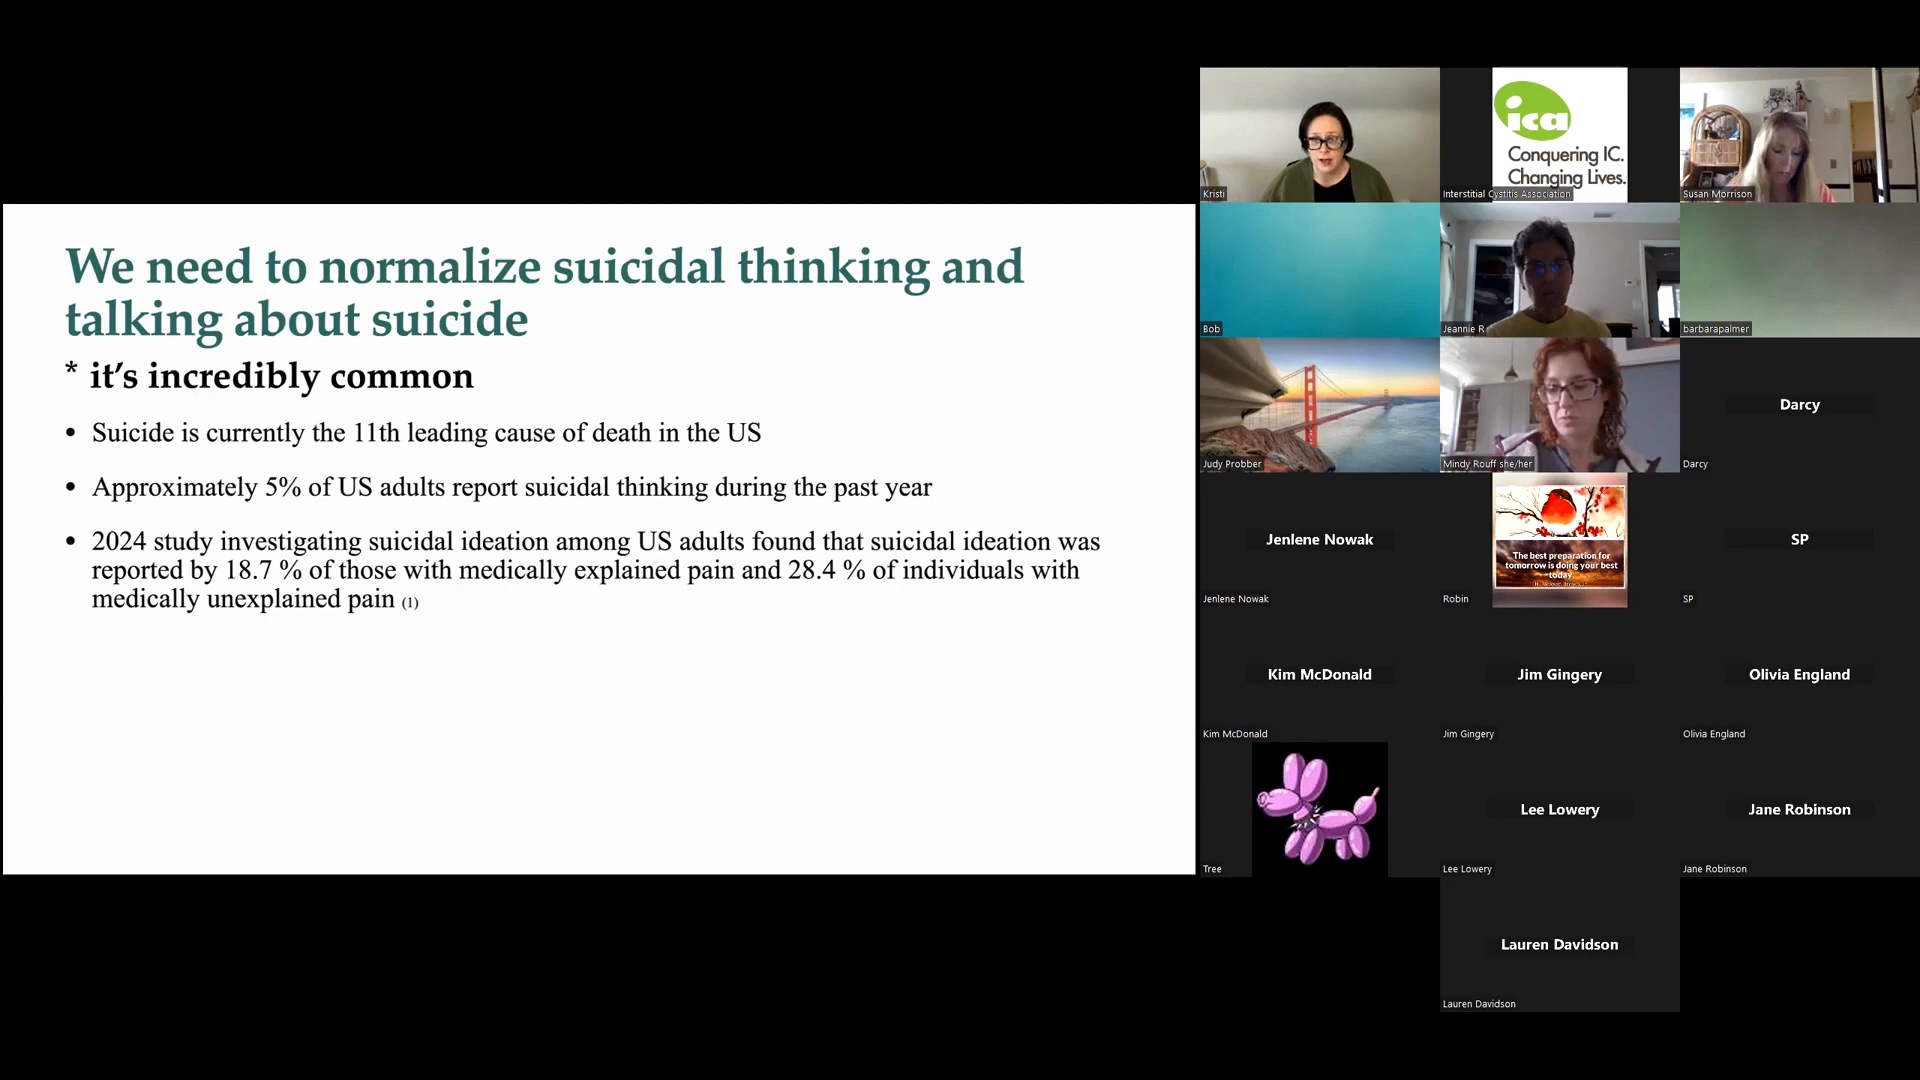 We need to normalize suicidal thinking and
talking about suicide
* it’s incredibly common
• Suicide is currently the 11th leading cause of death in the US
• Approximately 5% of US adults report suicidal thinking during the past year
• 2024 study investigating suicidal ideation among US adults found that suicidal ideation was
reported by 18.7 % of those with medically explained pain and 28.4 % of individuals with
medically unexplained pain (1)
Kristi
ica
Conquering IC.
Changing Lives.
Interstitial Cystitis Association
Susan Morrison
Bob
Jeannie R
barbarapalmer
Judy Probber
Mindy Rouff she/her
Darcy
Darcy
Jenlene Nowak
Jenlene Nowak
The best preparation for
tomorrow is doing your best
today.
Robin
SP
SP
Kim McDonald
Kim McDonald
Jim Gingery
Jim Gingery
Olivia England
Olivia England
Tree
Lee Lowery
Lee Lowery
Jane Robinson
Jane Robinson
Lauren Davidson
Lauren Davidson